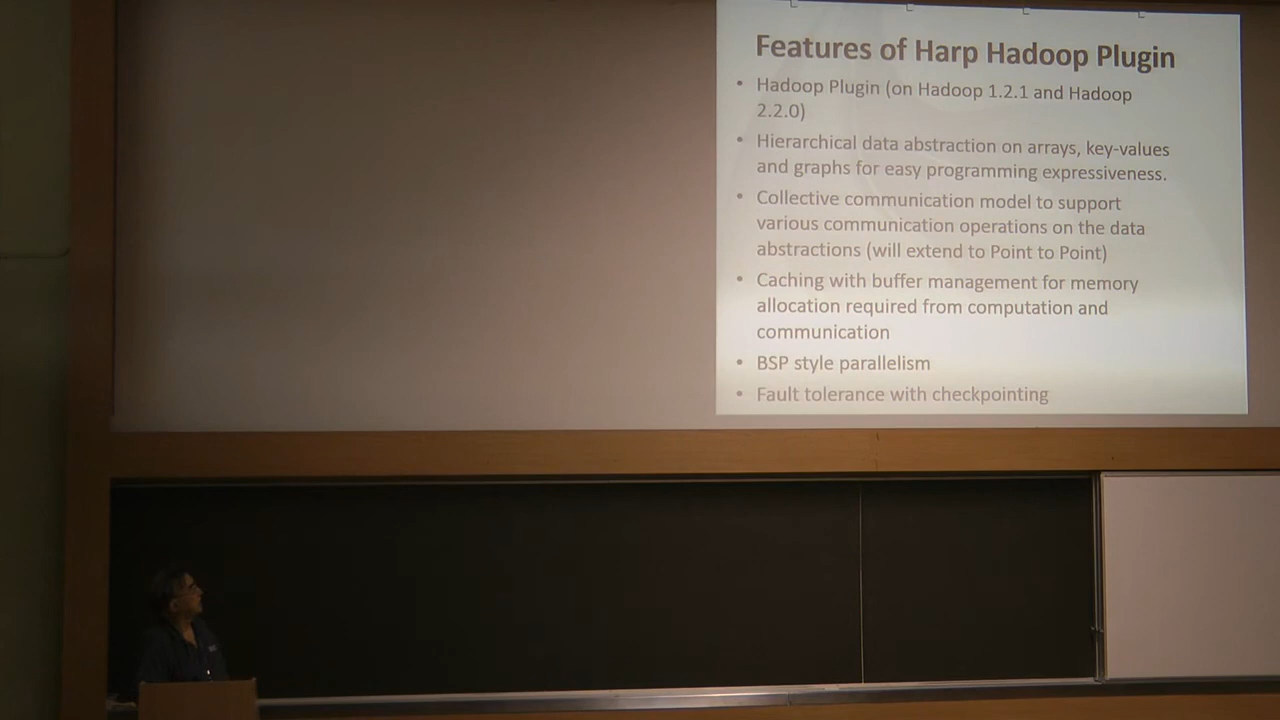 Features of Harp Hadoop Plugin
• Hadoop Plugin (on Hadoop 1.2.1 and Hadoop
2.2.0)
• Hierarchical data abstraction on arrays, key-values
and graphs for easy programming expressiveness.
• Collective communication model to support
various communication operations on the data
abstractions (will extend to Point to Point)
• Caching with buffer management for memory
allocation required from computation and
communication
• BSP style parallelism
• Fault tolerance with checkpointing